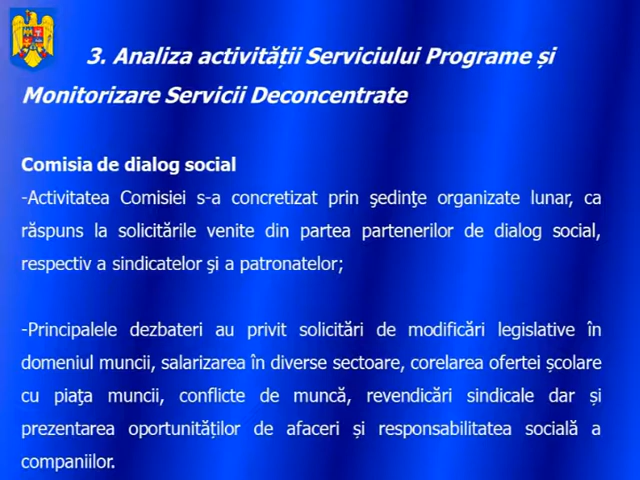 3. Analiza activității Serviciului Programe și
Monitorizare Servicii Deconcentrate
Comisia de dialog social
-Activitatea Comisiei s-a concretizat prin şedinţe organizate lunar, ca
răspuns la solicitările venite din partea partenerilor de dialog social,
respectiv a sindicatelor şi a patronatelor;
-Principalele dezbateri au privit solicitări de modificări legislative în
domeniul muncii, salarizarea în diverse sectoare, corelarea ofertei școlare
cu piaţa muncii, conflicte de muncă, revendicări sindicale dar și
prezentarea oportunităților de afaceri și responsabilitatea socială a
companiilor.